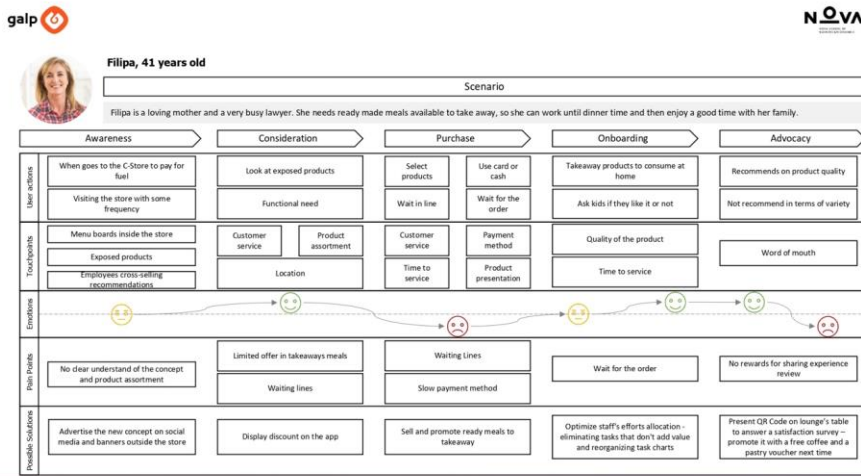 galp
NOVA
Filipa, 41 years old
Scenario
Filipa is a loving mother and a very busy lawyer. She needs ready made meals available to take away, so she can work until dinner time and then enjoy a good time with her family.
Awareness
Consideration
Purchase
Onboarding
Advocacy
User actions
When goes to the C-Store to pay for
fuel
Visiting the store with some
frequency
Look at exposed products
Functional need
Select
products
Use card or
cash
Wait in line
Wait for the
order
Takeaway products to consume at
home
Ask kids if they like it or not
Recommends on product quality
Not recommend in terms of variety
Touchpoints
Menu boards inside the store
Exposed products
Employees cross-selling
recommendations
Customer
service
Product
assortment
Location
Customer
service
Payment
method
Time to
service
Product
presentation
Quality of the product
Time to service
Word of mouth
Emotions
Pain Points
No clear understand of the concept
and product assortment
Limited offer in takeaways meals
Waiting lines
Waiting Lines
Slow payment method
Wait for the order
No rewards for sharing experience
review
Possible Solutions
Advertise the new concept on social
media and banners outside the store
Display discount on the app
Sell and promote ready meals to
takeaway
Optimize staff's efforts allocation -
eliminating tasks that don't add value
and reorganizing task charts
Present QR Code on lounge's table
to answer a satisfaction survey –
promote it with a free coffee and a
pastry voucher next time